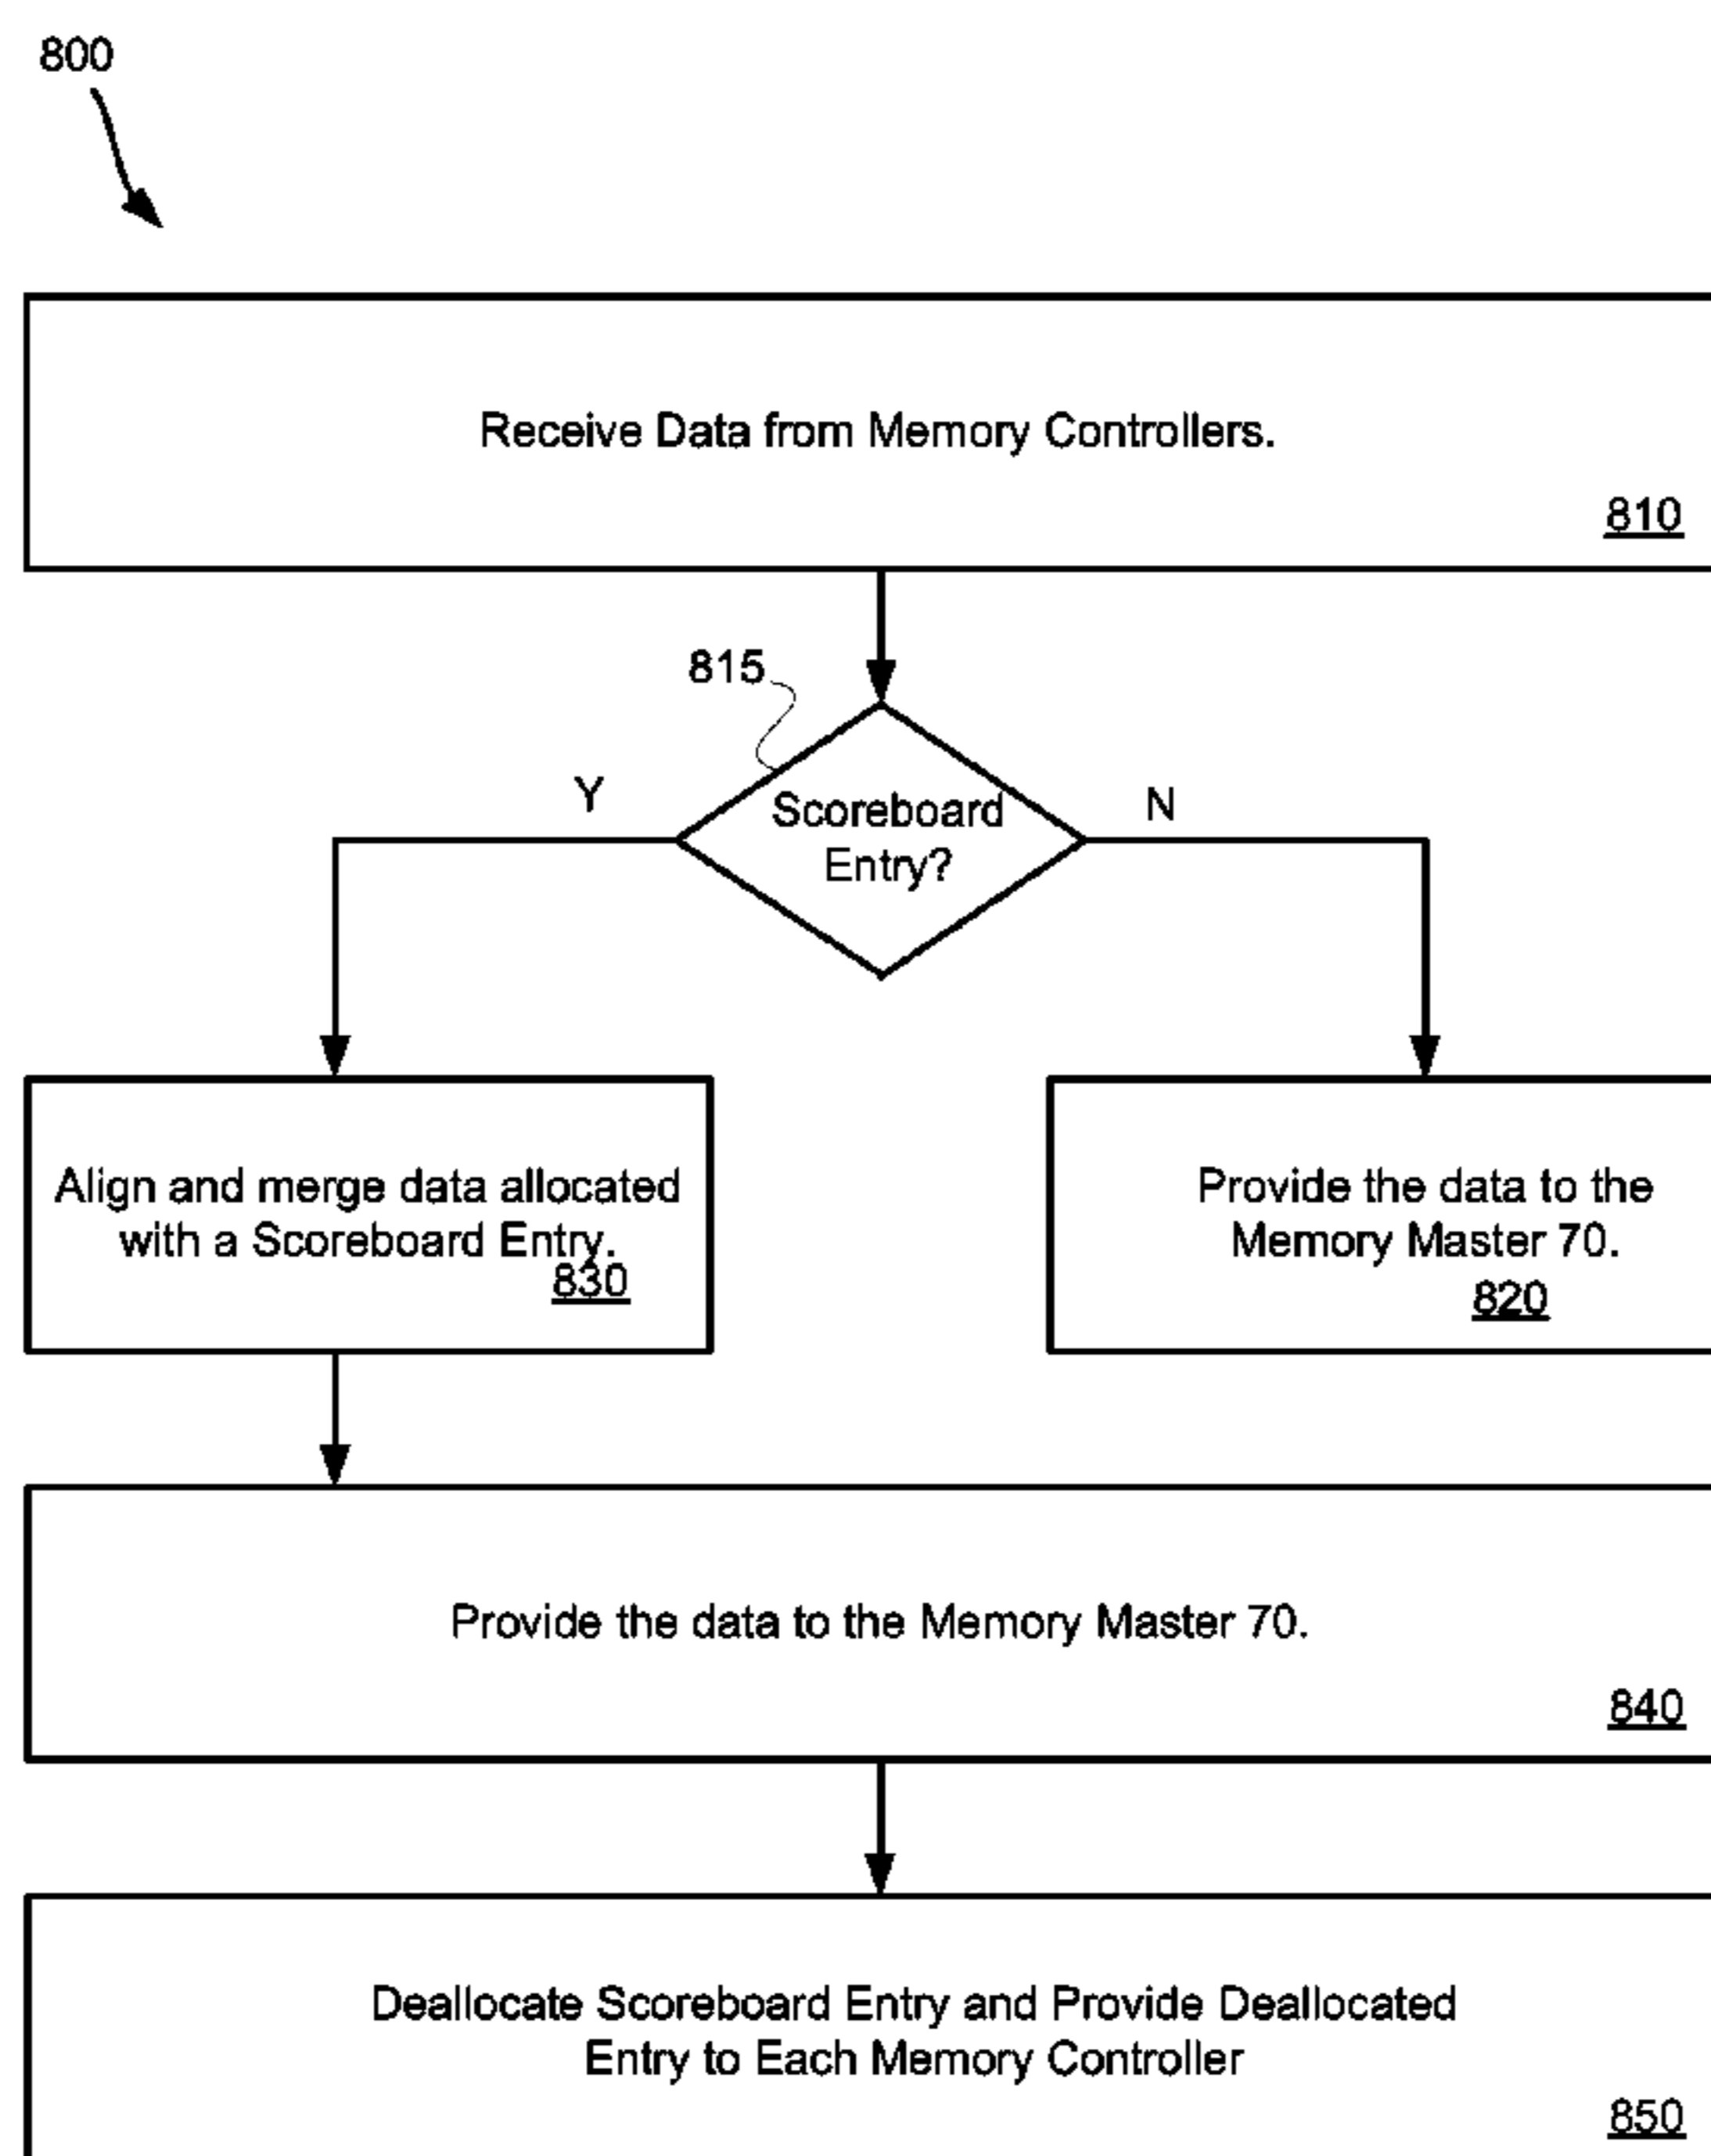 800
Receive Data from Memory Controllers.
810
815
Y
Scoreboard
Entry?
N
Align and merge data allocated
with a Scoreboard Entry.
830
Provide the data to the
Memory Master 70.
820
Provide the data to the Memory Master 70.
840
Deallocate Scoreboard Entry and Provide Deallocated
Entry to Each Memory Controller
850